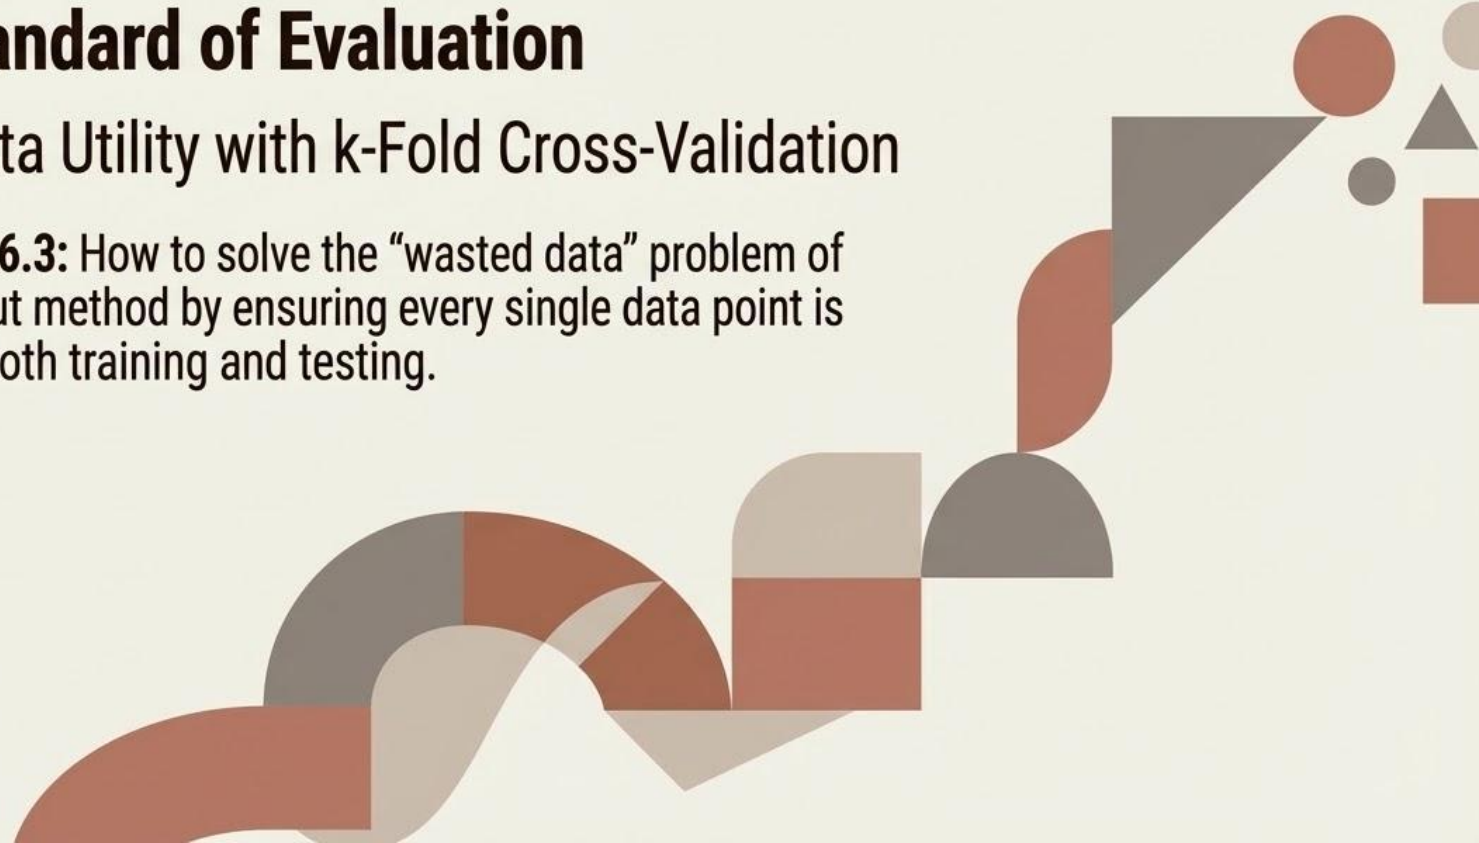 andard of Evaluation
ta Utility with k-Fold Cross-Validation
6.3: How to solve the “wasted data” problem of
ut method by ensuring every single data point is
oth training and testing.